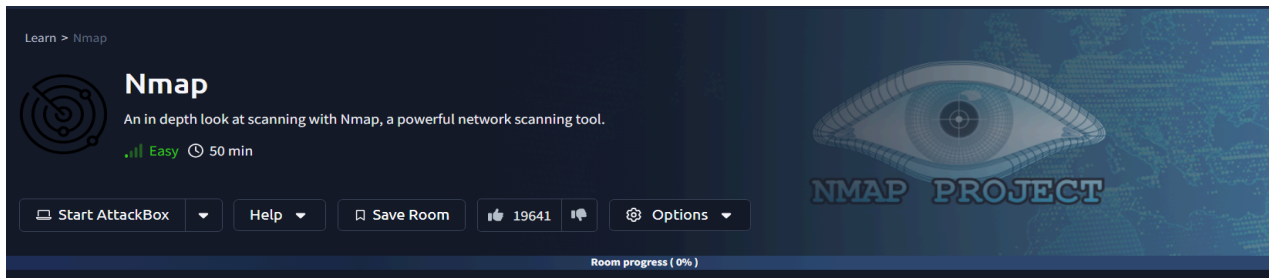 Learn > Nmap
Nmap
An in depth look at scanning with Nmap, a powerful network scanning tool.
Easy 50 min
NMAP PROJECT
Start AttackBox Help Save Room 19641 Options
Room progress ( 0% )